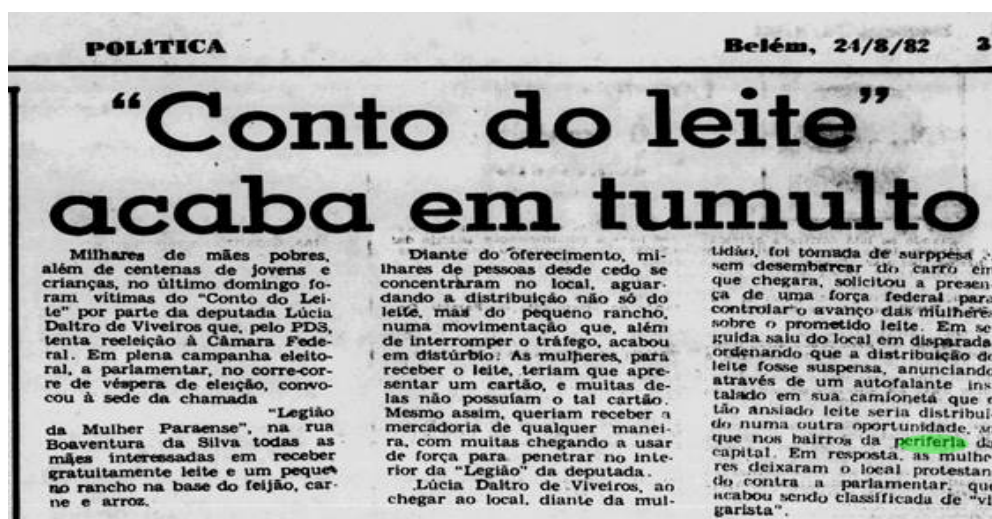 POLÍTICA
Belém, 24/8/82 3
"Conto do leite"
acaba em tumulto
Milhares de mães pobres,
além de centenas de jovens e
crianças, no último domingo fo-
ram vítimas do "Conto do Lei-
te" por parte da deputada Lúcia
Daltro de Viveiros que, pelo PDS,
tenta reeleição à Câmara Fede-
ral. Em plena campanha eleito-
ral, a parlamentar, no corre-cor-
re de véspera de eleição, convo-
cou à sede da chamada
"Legião
da Mulher Paraense", na rua
Boaventura da Silva todas as
mães interessadas em receber
gratuitamente leite e um peque-
no rancho na base do feijão, car-
ne e arroz.
Diante do oferecimento, mi-
lhares de pessoas desde cedo se
concentraram no local, aguar-
dando a distribuição não só do
leite, mas do pequeno rancho,
numa movimentação que, além
de interromper o tráfego, acabou
em distúrbio. As mulheres, para
receber o leite, teriam que apre-
sentar um cartão, e muitas de-
las não possuíam o tal cartão.
Mesmo assim, queriam receber a
mercadoria de qualquer manei-
ra, com muitas chegando a usar
de força para penetrar no inte-
rior da "Legião" da deputada.
Lúcia Daltro de Viveiros, ao
chegar ao local, diante da mul-
tidão, foi tomada de surppesa
sem desembarcar do carro em
que chegara, solicitou a presen-
ça de uma força federal para
controlar o avanço das mulheres
sobre o prometido leite. Em se-
guida saiu do local em disparada
ordenando que a distribuição do
leite fosse suspensa, anunciando
através de um autofalante ins
talado em sua camioneta que o
tão ansiado leite seria distribuí-
do numa outra oportunidade, só
que nos bairros da periferia da
capital. Em resposta, as mulhe-
res deixaram o local protestan-
do contra a parlamentar, que
acabou sendo classificada de "vi-
garista".